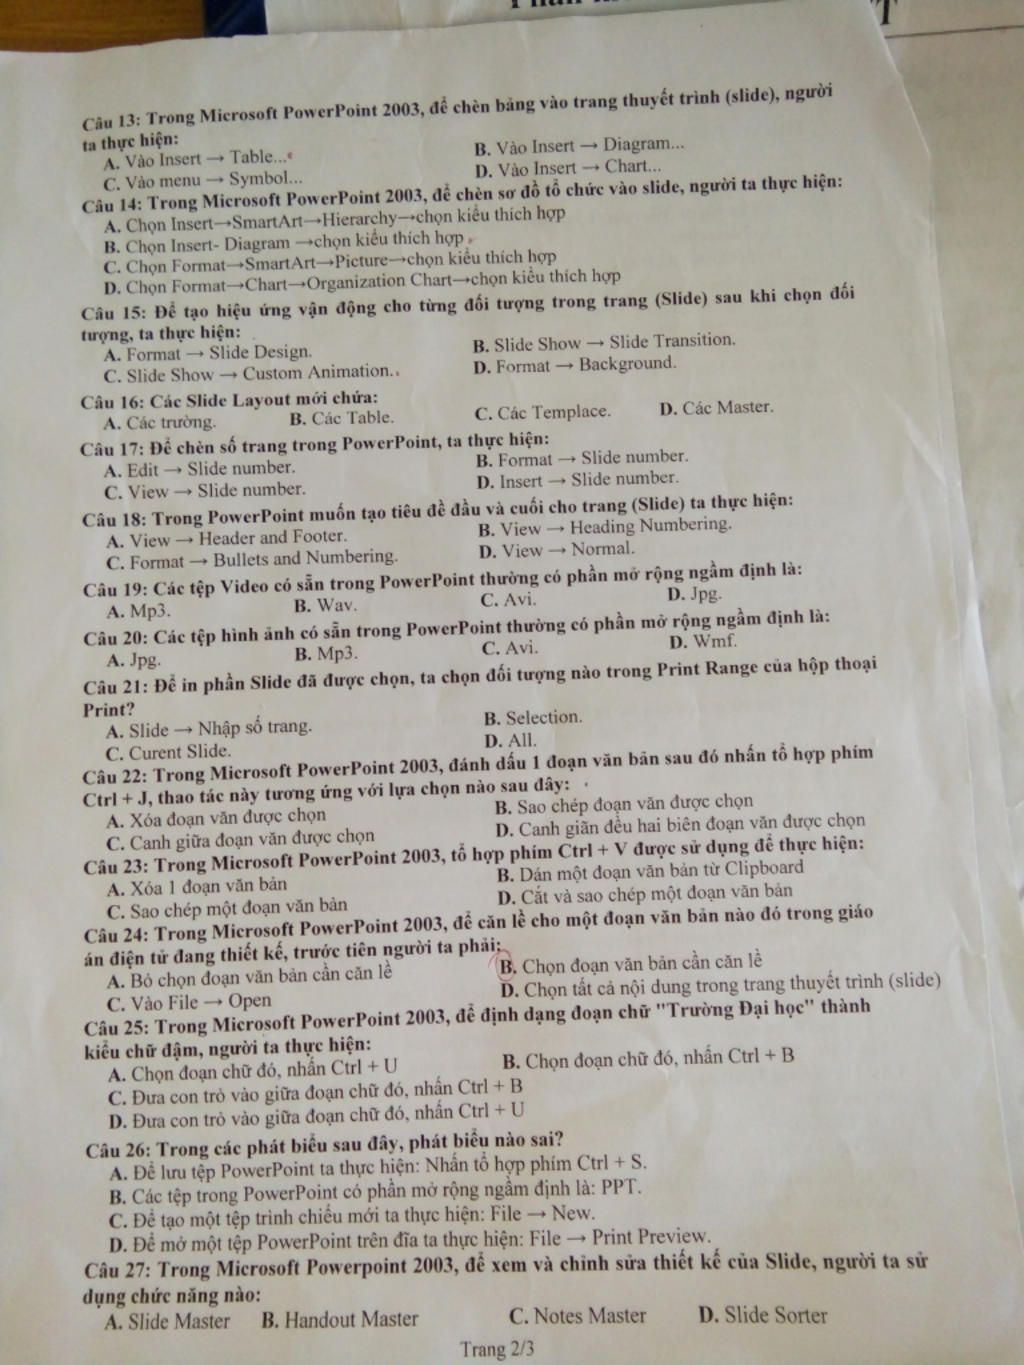 Câu 13: Trong Microsoft PowerPoint 2003, để chèn bảng vào trang thuyết trình (slide), người
ta thực hiện:
A. Vào Insert → Table... B. Vào Insert → Diagram...
C. Vào menu → Symbol... D. Vào Insert → Chart...
Câu 14: Trong Microsoft PowerPoint 2003, để chèn sơ đồ tổ chức vào slide, người ta thực hiện:
A. Chọn Insert→SmartArt→Hierarchy→chọn kiểu thích hợp
B. Chọn Insert- Diagram →chọn kiểu thích hợp
C. Chọn Format→SmartArt→Picture→chọn kiểu thích hợp
D. Chọn Format→Chart→Organization Chart→chọn kiểu thích hợp
Câu 15: Để tạo hiệu ứng vận động cho từng đối tượng trong trang (Slide) sau khi chọn đối
tượng, ta thực hiện:
A. Format → Slide Design. B. Slide Show → Slide Transition.
C. Slide Show → Custom Animation. D. Format → Background.
Câu 16: Các Slide Layout mới chứa:
A. Các trường. B. Các Table. C. Các Templace. D. Các Master.
Câu 17: Để chèn số trang trong PowerPoint, ta thực hiện:
A. Edit → Slide number. B. Format → Slide number.
C. View → Slide number. D. Insert → Slide number.
Câu 18: Trong PowerPoint muốn tạo tiêu đề đầu và cuối cho trang (Slide) ta thực hiện:
A. View → Header and Footer. B. View → Heading Numbering.
C. Format → Bullets and Numbering. D. View → Normal.
Câu 19: Các tệp Video có sẵn trong PowerPoint thường có phần mở rộng ngầm định là:
A. Mp3. B. Wav. C. Avi. D. Jpg.
Câu 20: Các tệp hình ảnh có sẵn trong PowerPoint thường có phần mở rộng ngầm định là:
A. Jpg. B. Mp3. C. Avi. D. Wmf.
Câu 21: Để in phần Slide đã được chọn, ta chọn đối tượng nào trong Print Range của hộp thoại
Print?
A. Slide → Nhập số trang. B. Selection.
C. Curent Slide. D. All.
Câu 22: Trong Microsoft PowerPoint 2003, đánh dấu 1 đoạn văn bản sau đó nhấn tổ hợp phím
Ctrl + J, thao tác này tương ứng với lựa chọn nào sau đây:
A. Xóa đoạn văn được chọn B. Sao chép đoạn văn được chọn
C. Canh giữa đoạn văn được chọn D. Canh giãn đều hai biên đoạn văn được chọn
Câu 23: Trong Microsoft PowerPoint 2003, tổ hợp phím Ctrl + V được sử dụng để thực hiện:
A. Xóa 1 đoạn văn bản B. Dán một đoạn văn bản từ Clipboard
C. Sao chép một đoạn văn bản D. Cắt và sao chép một đoạn văn bản
Câu 24: Trong Microsoft PowerPoint 2003, để căn lề cho một đoạn văn bản nào đó trong giáo
án điện tử đang thiết kế, trước tiên người ta phải:
A. Bỏ chọn đoạn văn bản cần căn lề B. Chọn đoạn văn bản cần căn lề
C. Vào File → Open D. Chọn tất cả nội dung trong trang thuyết trình (slide)
Câu 25: Trong Microsoft PowerPoint 2003, để định dạng đoạn chữ "Trường Đại học" thành
kiểu chữ đậm, người ta thực hiện:
A. Chọn đoạn chữ đó, nhấn Ctrl + U B. Chọn đoạn chữ đó, nhấn Ctrl + B
C. Đưa con trỏ vào giữa đoạn chữ đó, nhấn Ctrl + B
D. Đưa con trỏ vào giữa đoạn chữ đó, nhấn Ctrl + U
Câu 26: Trong các phát biểu sau đây, phát biểu nào sai?
A. Để lưu tệp PowerPoint ta thực hiện: Nhấn tổ hợp phím Ctrl + S.
B. Các tệp trong PowerPoint có phần mở rộng ngầm định là: PPT.
C. Để tạo một tệp trình chiếu mới ta thực hiện: File → New.
D. Để mở một tệp PowerPoint trên đĩa ta thực hiện: File → Print Preview.
Câu 27: Trong Microsoft Powerpoint 2003, để xem và chỉnh sửa thiết kế của Slide, người ta sử
dụng chức năng nào:
A. Slide Master B. Handout Master C. Notes Master D. Slide Sorter
Trang 2/3